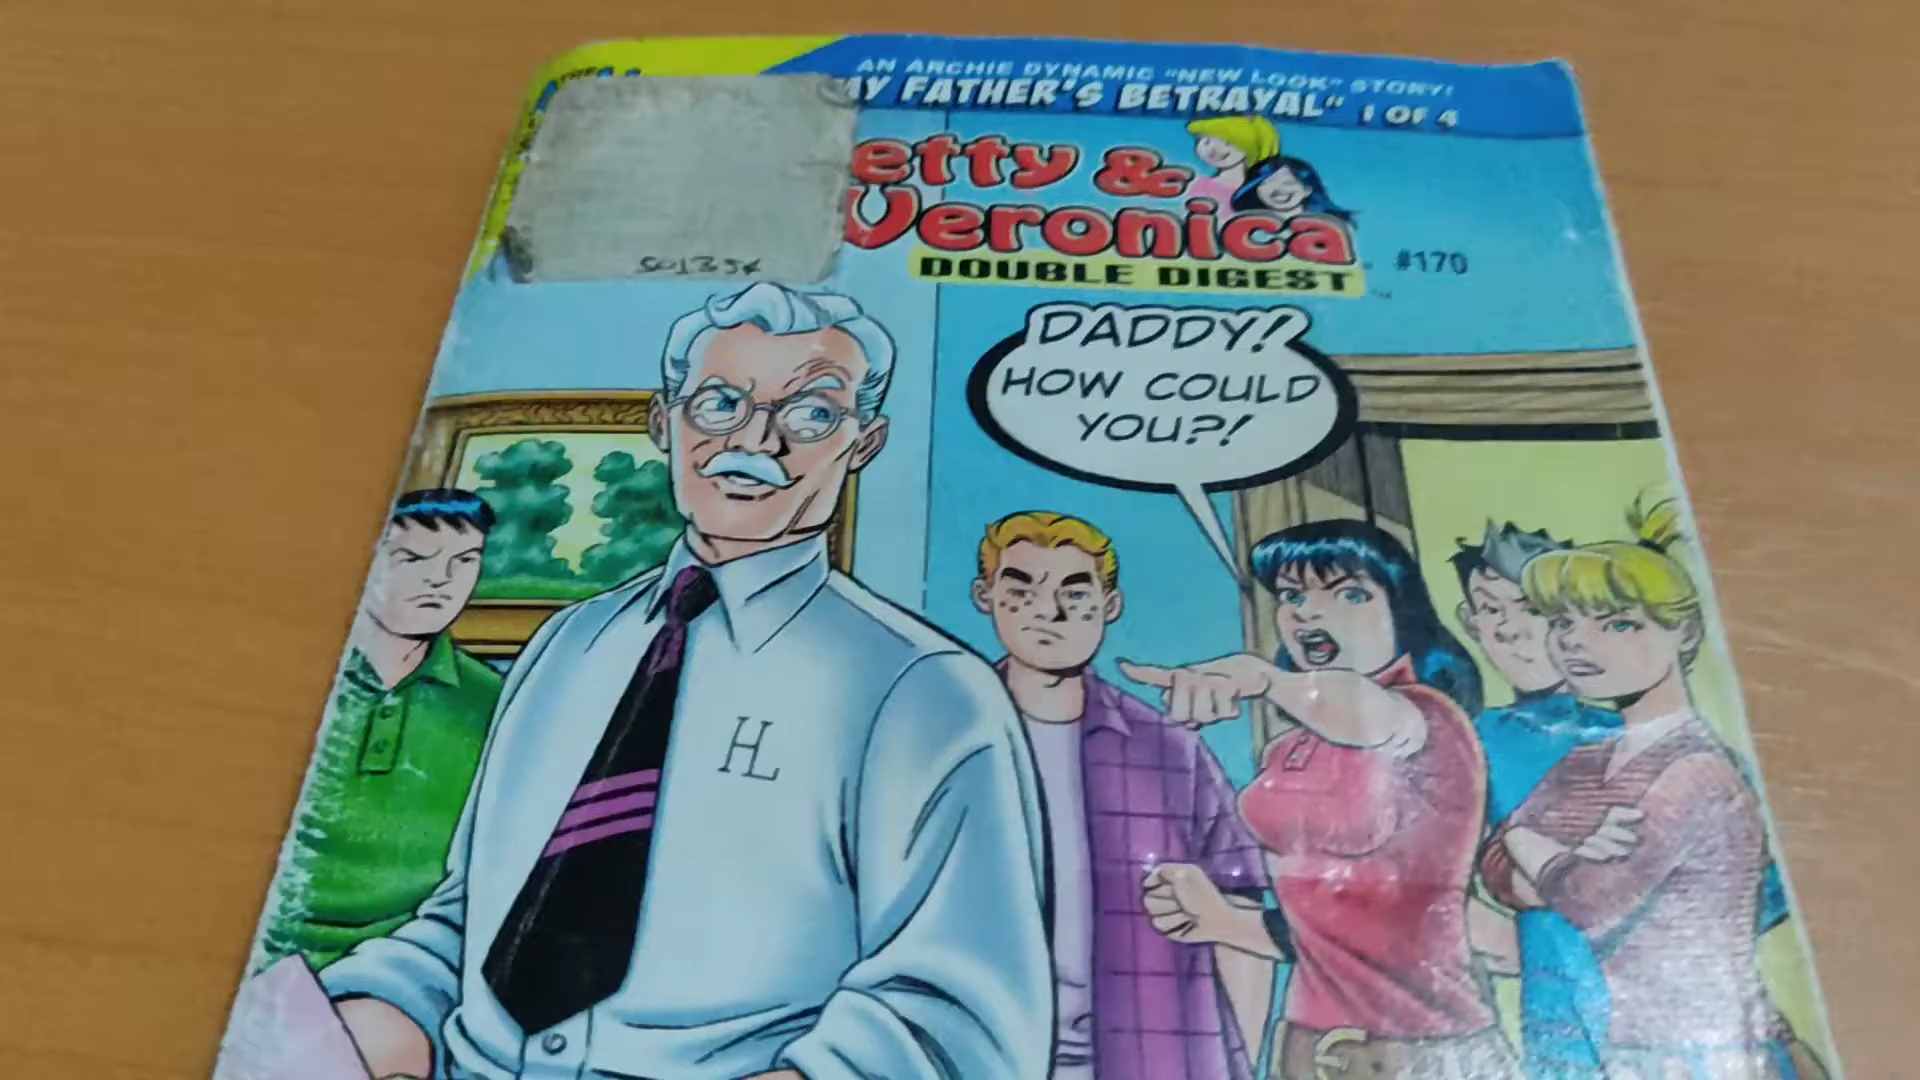 AN ARCHIE DYNAMIC "NEW LOOK" STORY!
FATHER'S BETRAYAL" 1 OF 4
etty &
Veronica
#170
DOUBLE DIGEST
DADDY!
HOW COULD
YOU?!
HL